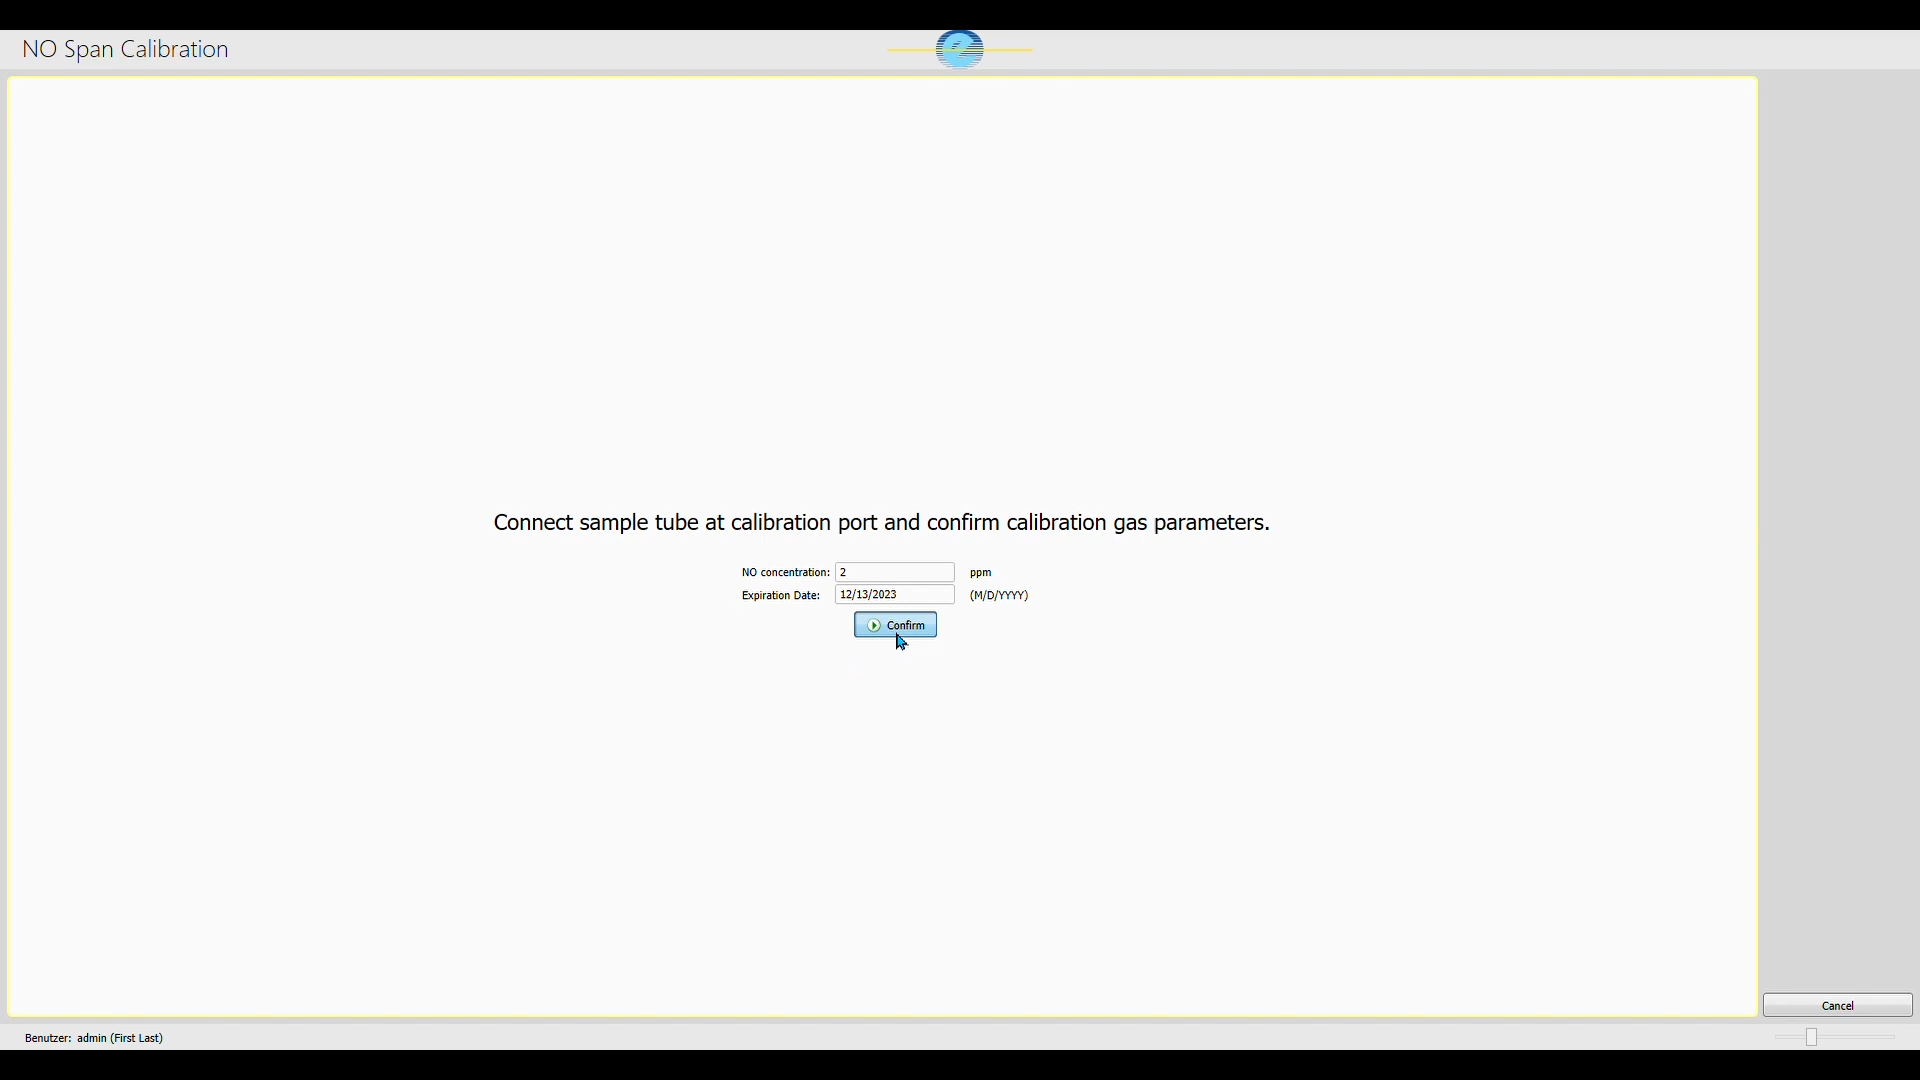 NO Span Calibration
Connect sample tube at calibration port and confirm calibration gas parameters.
NO concentration: 2 ppm
Expiration Date: 12/13/2023 (M/D/YYYY)
Confirm
Cancel
Benutzer: admin (First Last)